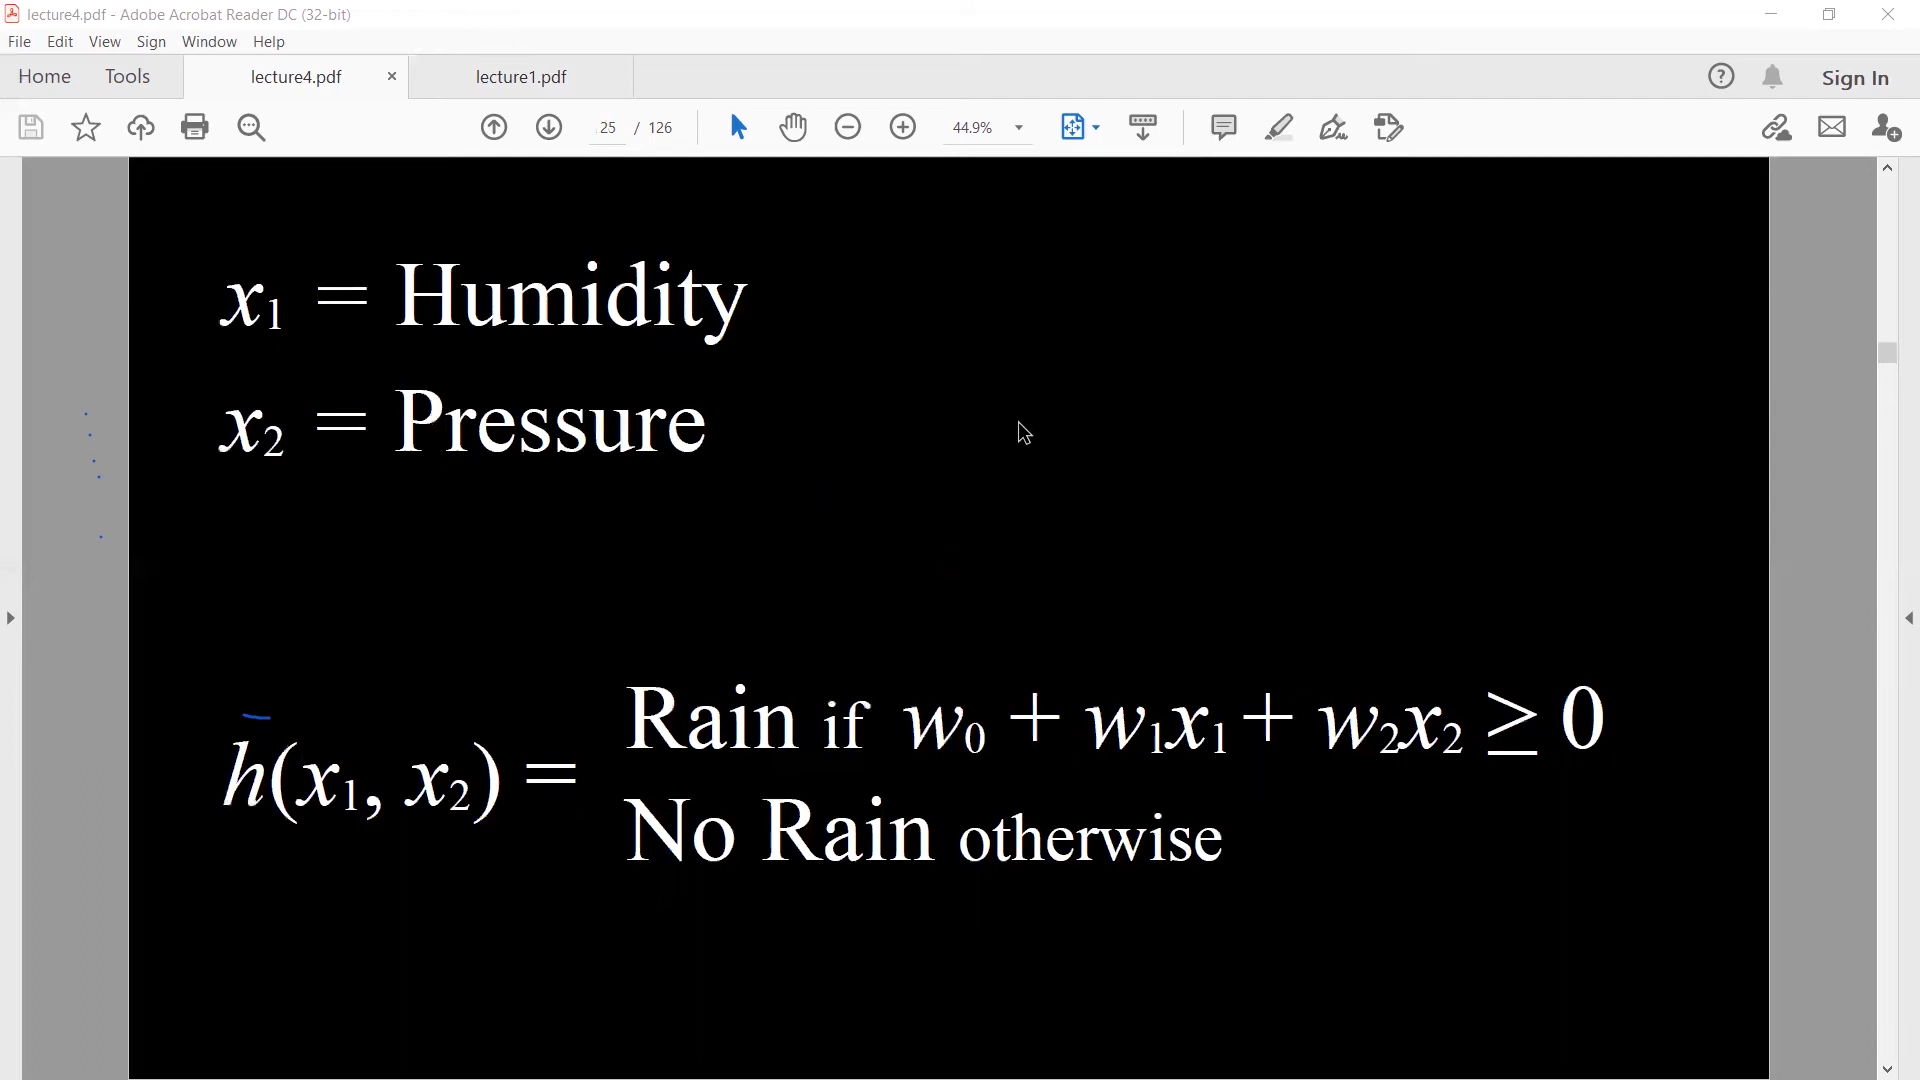 lecture4.pdf - Adobe Acrobat Reader DC (32-bit)
File Edit View Sign Window Help
Home Tools lecture4.pdf × lecture1.pdf Sign In
25 / 126 44.9%
x₁ = Humidity
x₂ = Pressure
Rain if w₀ + w₁x₁ + w₂x₂ ≥ 0
h(x₁, x₂) =
No Rain otherwise